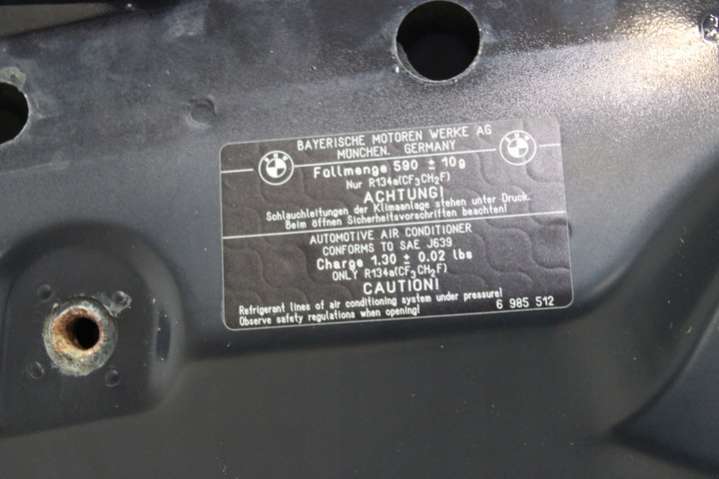 BAYERISCHE MOTOREN WERKE AG
MÜNCHEN, GERMANY
Füllmenge 590 ± 10g
Nur R134a(CF3CH2F)
ACHTUNG!
Schlauchleitungen der Klimaanlage stehen unter Druck.
Beim öffnen Sicherheitsvorschriften beachten!
AUTOMOTIVE AIR CONDITIONER
CONFORMS TO SAE J639
Charge 1.30 ± 0.02 lbs
ONLY R134a(CF3CH2F)
CAUTION!
Refrigerant lines of air conditioning system under pressure!
Observe safety regulations when opening!
6 985 512